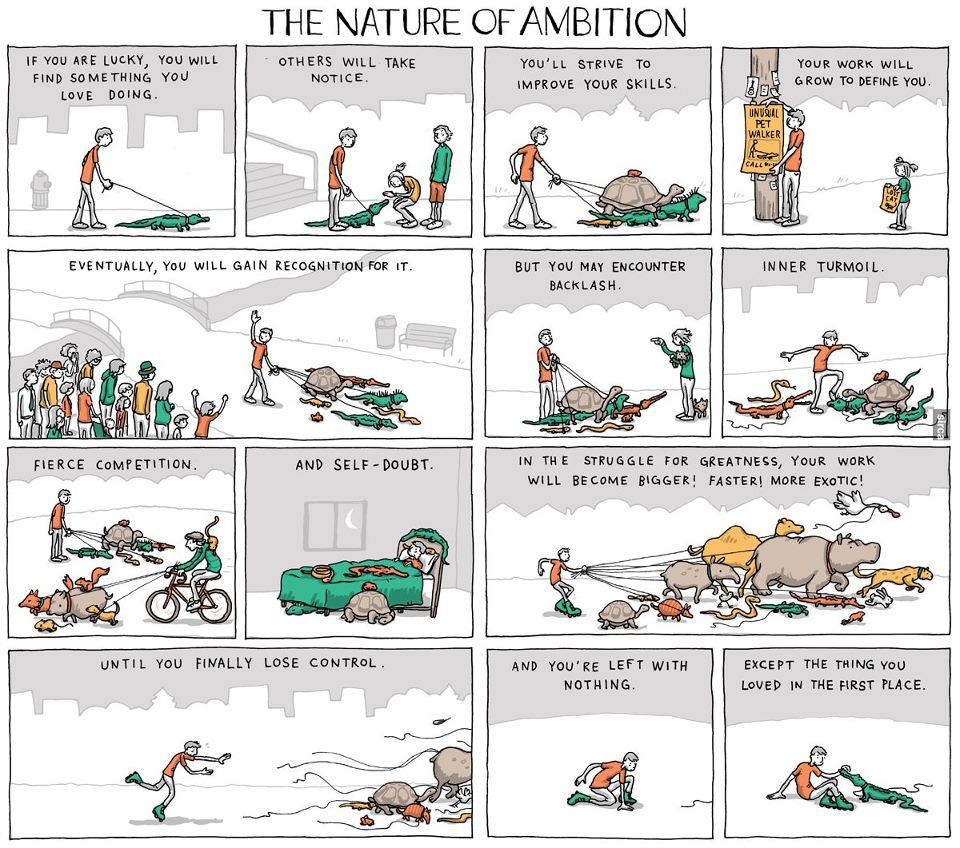 THE NATURE OF AMBITION
IF YOU ARE LUCKY, YOU WILL
FIND SOMETHING YOU
LOVE DOING.
OTHERS WILL TAKE
NOTICE.
YOU'LL STRIVE TO
IMPROVE YOUR SKILLS.
YOUR WORK WILL
GROW TO DEFINE YOU.
UNUSUAL
PET
WALKER
CALL
LOST
CAT
EVENTUALLY, YOU WILL GAIN RECOGNITION FOR IT.
BUT YOU MAY ENCOUNTER
BACKLASH.
INNER TURMOIL.
FIERCE COMPETITION.
AND SELF-DOUBT.
IN THE STRUGGLE FOR GREATNESS, YOUR WORK
WILL BECOME BIGGER! FASTER! MORE EXOTIC!
UNTIL YOU FINALLY LOSE CONTROL.
AND YOU'RE LEFT WITH
NOTHING.
EXCEPT THE THING YOU
LOVED IN THE FIRST PLACE.